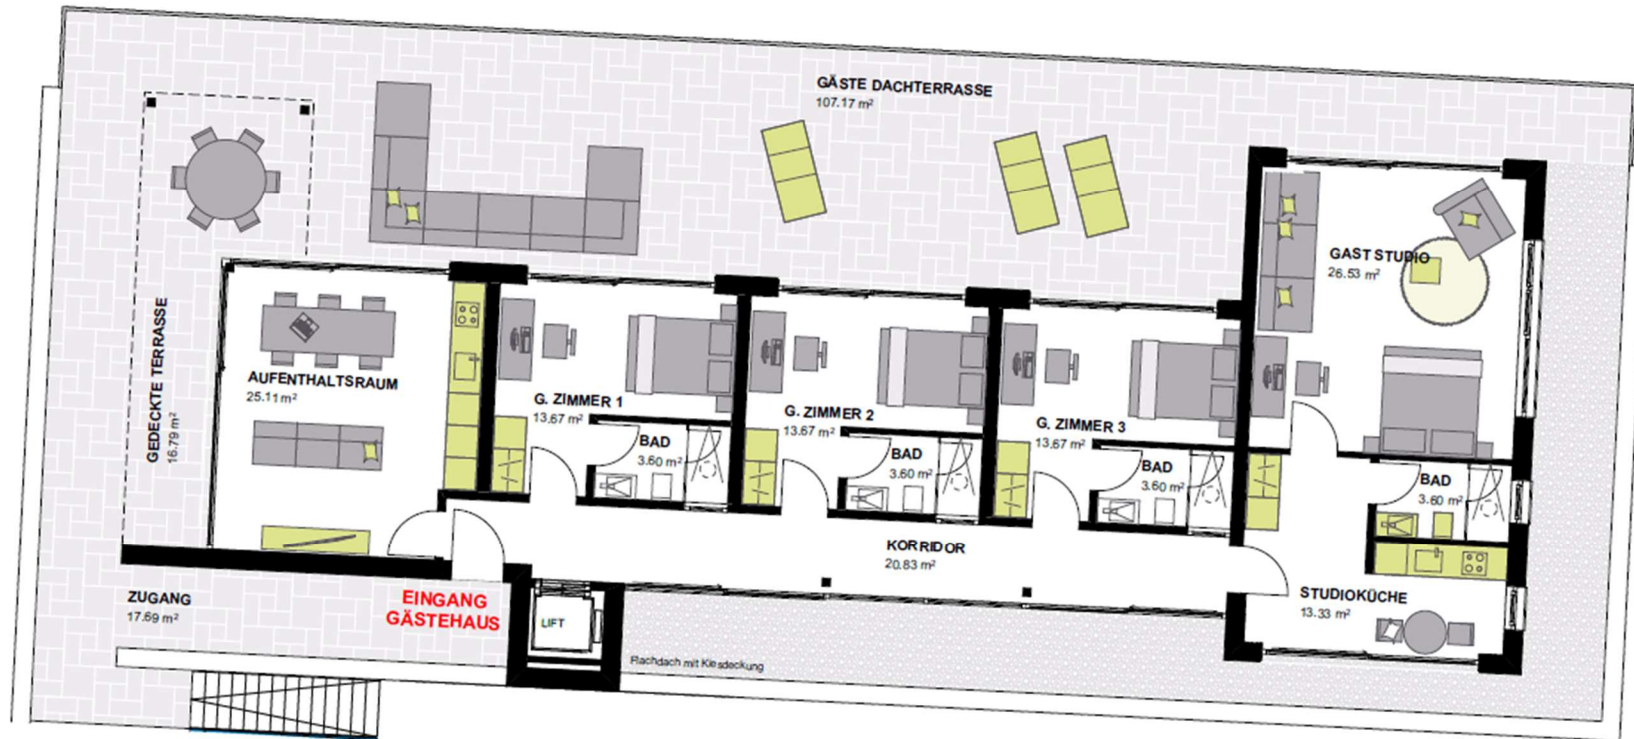 GÄSTE DACHTERRASSE
107.17 m²
GAST STUDIO
26.53 m²
GEDECKTE TERRASSE
16.79 m²
AUFENTHALTSRAUM
25.11 m²
G. ZIMMER 1
13.67 m²
BAD
3.60 m²
G. ZIMMER 2
13.67 m²
BAD
3.60 m²
G. ZIMMER 3
13.67 m²
BAD
3.60 m²
BAD
3.60 m²
KORRIDOR
20.83 m²
STUDIOKÜCHE
13.33 m²
ZUGANG
17.69 m²
EINGANG
GÄSTEHAUS
LIFT
Flachdach mit Kiesdeckung